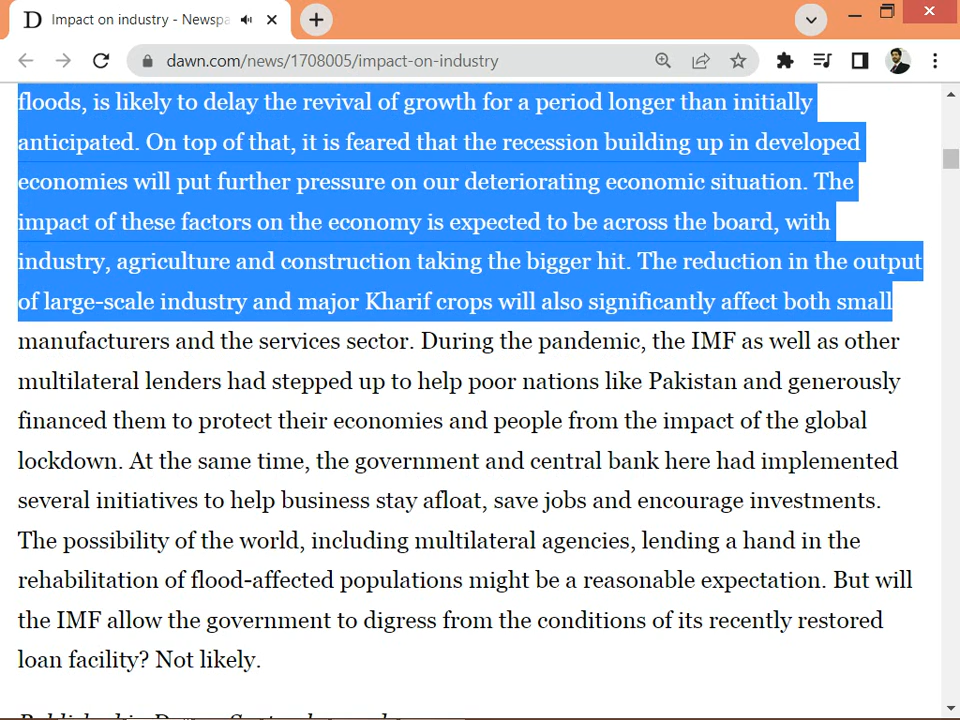 D Impact on industry - Newspa
dawn.com/news/1708005/impact-on-industry
floods, is likely to delay the revival of growth for a period longer than initially
anticipated. On top of that, it is feared that the recession building up in developed
economies will put further pressure on our deteriorating economic situation. The
impact of these factors on the economy is expected to be across the board, with
industry, agriculture and construction taking the bigger hit. The reduction in the output
of large-scale industry and major Kharif crops will also significantly affect both small
manufacturers and the services sector. During the pandemic, the IMF as well as other
multilateral lenders had stepped up to help poor nations like Pakistan and generously
financed them to protect their economies and people from the impact of the global
lockdown. At the same time, the government and central bank here had implemented
several initiatives to help business stay afloat, save jobs and encourage investments.
The possibility of the world, including multilateral agencies, lending a hand in the
rehabilitation of flood-affected populations might be a reasonable expectation. But will
the IMF allow the government to digress from the conditions of its recently restored
loan facility? Not likely.